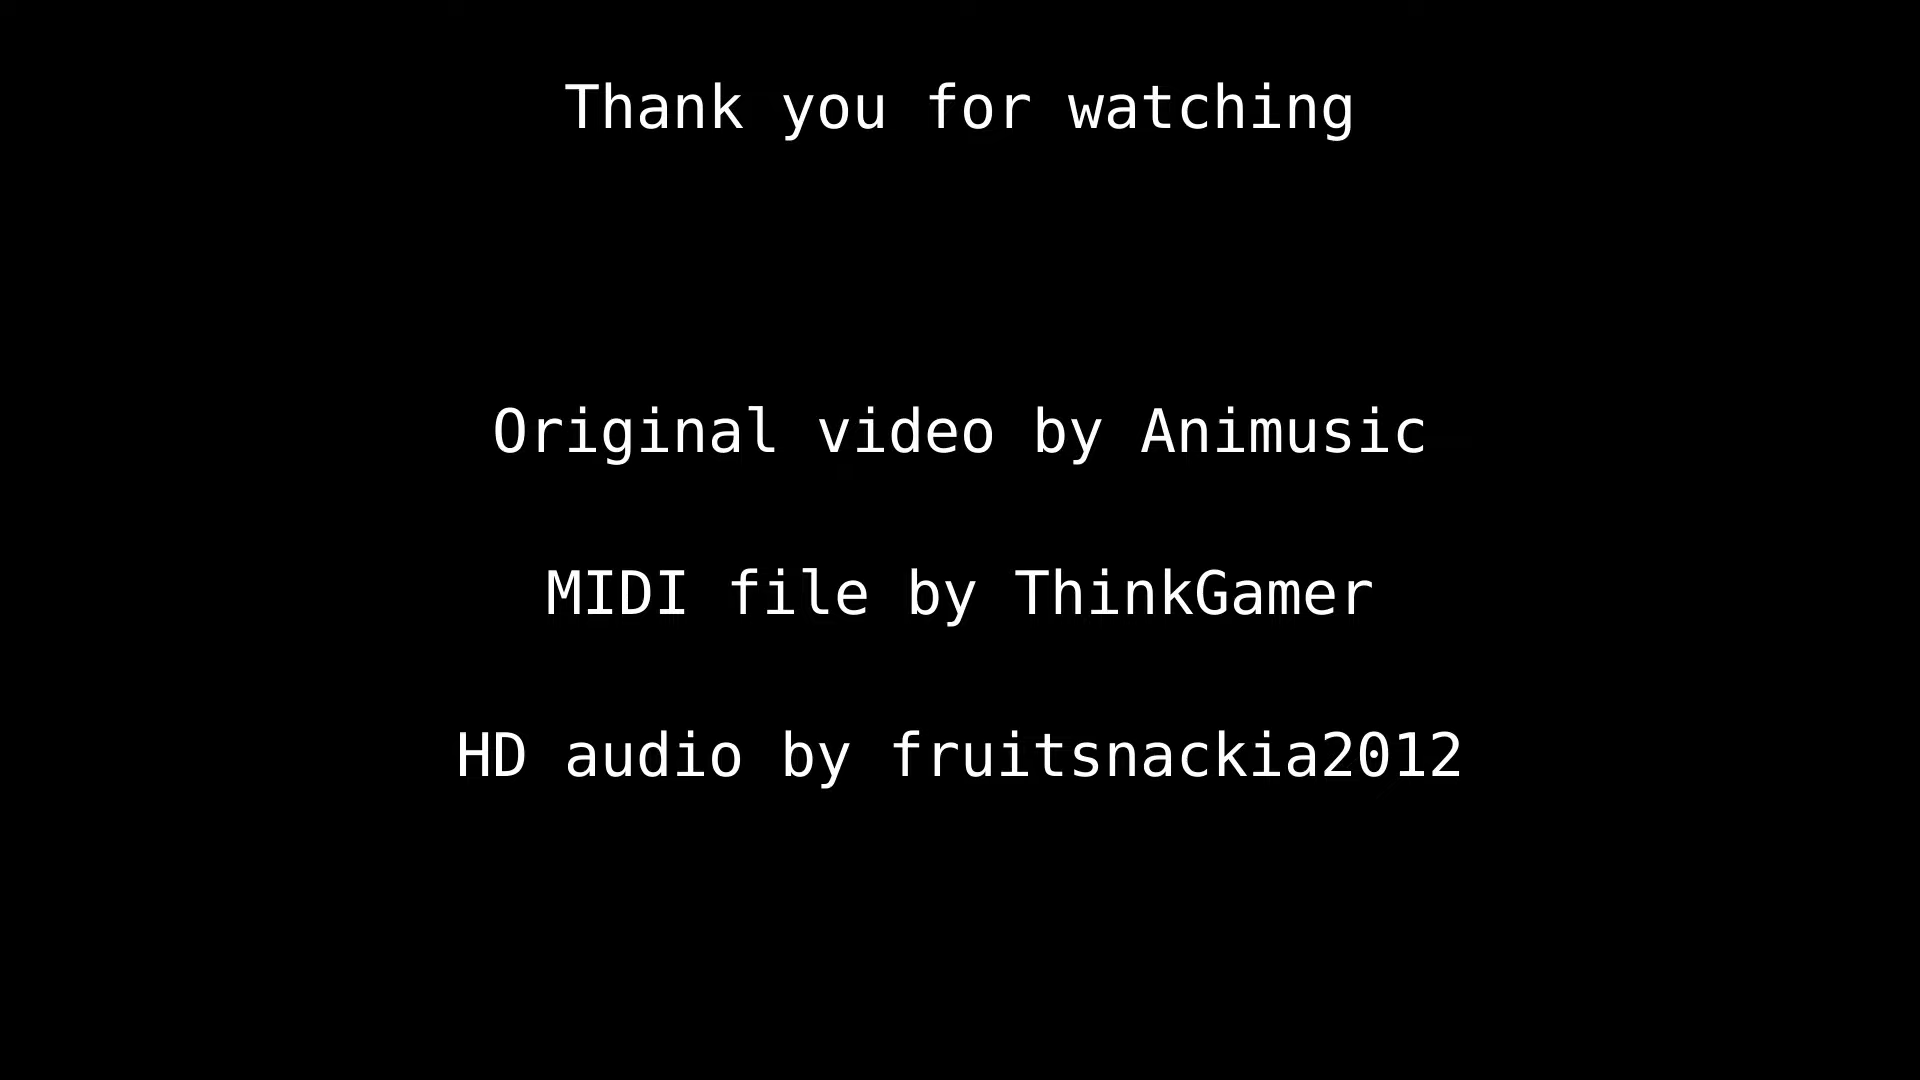 Thank you for watching
Original video by Animusic
MIDI file by ThinkGamer
HD audio by fruitsnackia2012